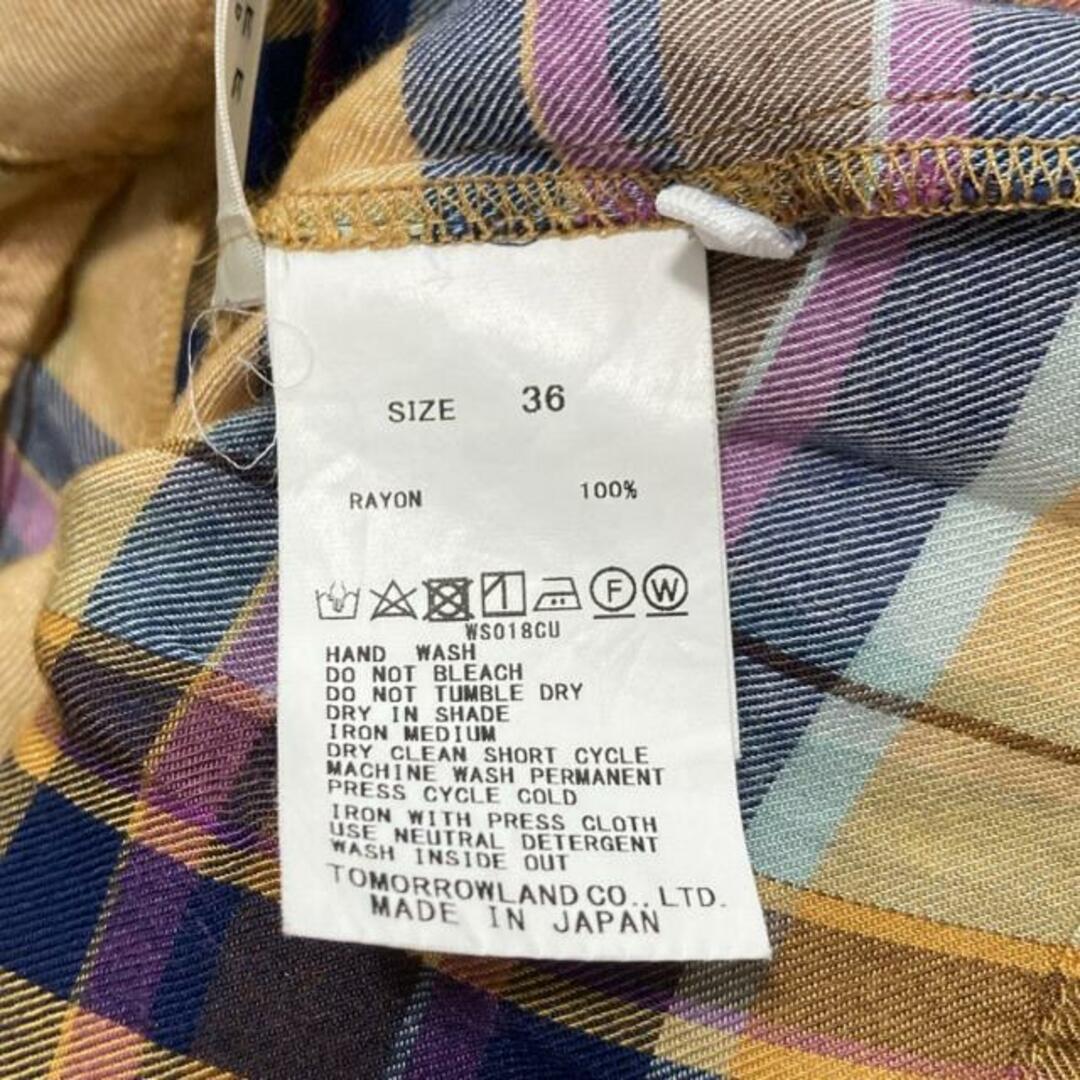 SIZE 36
RAYON 100%
F W
WS018CU
HAND WASH
DO NOT BLEACH
DO NOT TUMBLE DRY
DRY IN SHADE
IRON MEDIUM
DRY CLEAN SHORT CYCLE
MACHINE WASH PERMANENT
PRESS CYCLE COLD
IRON WITH PRESS CLOTH
USE NEUTRAL DETERGENT
WASH INSIDE OUT
TOMORROWLAND CO., LTD.
MADE IN JAPAN